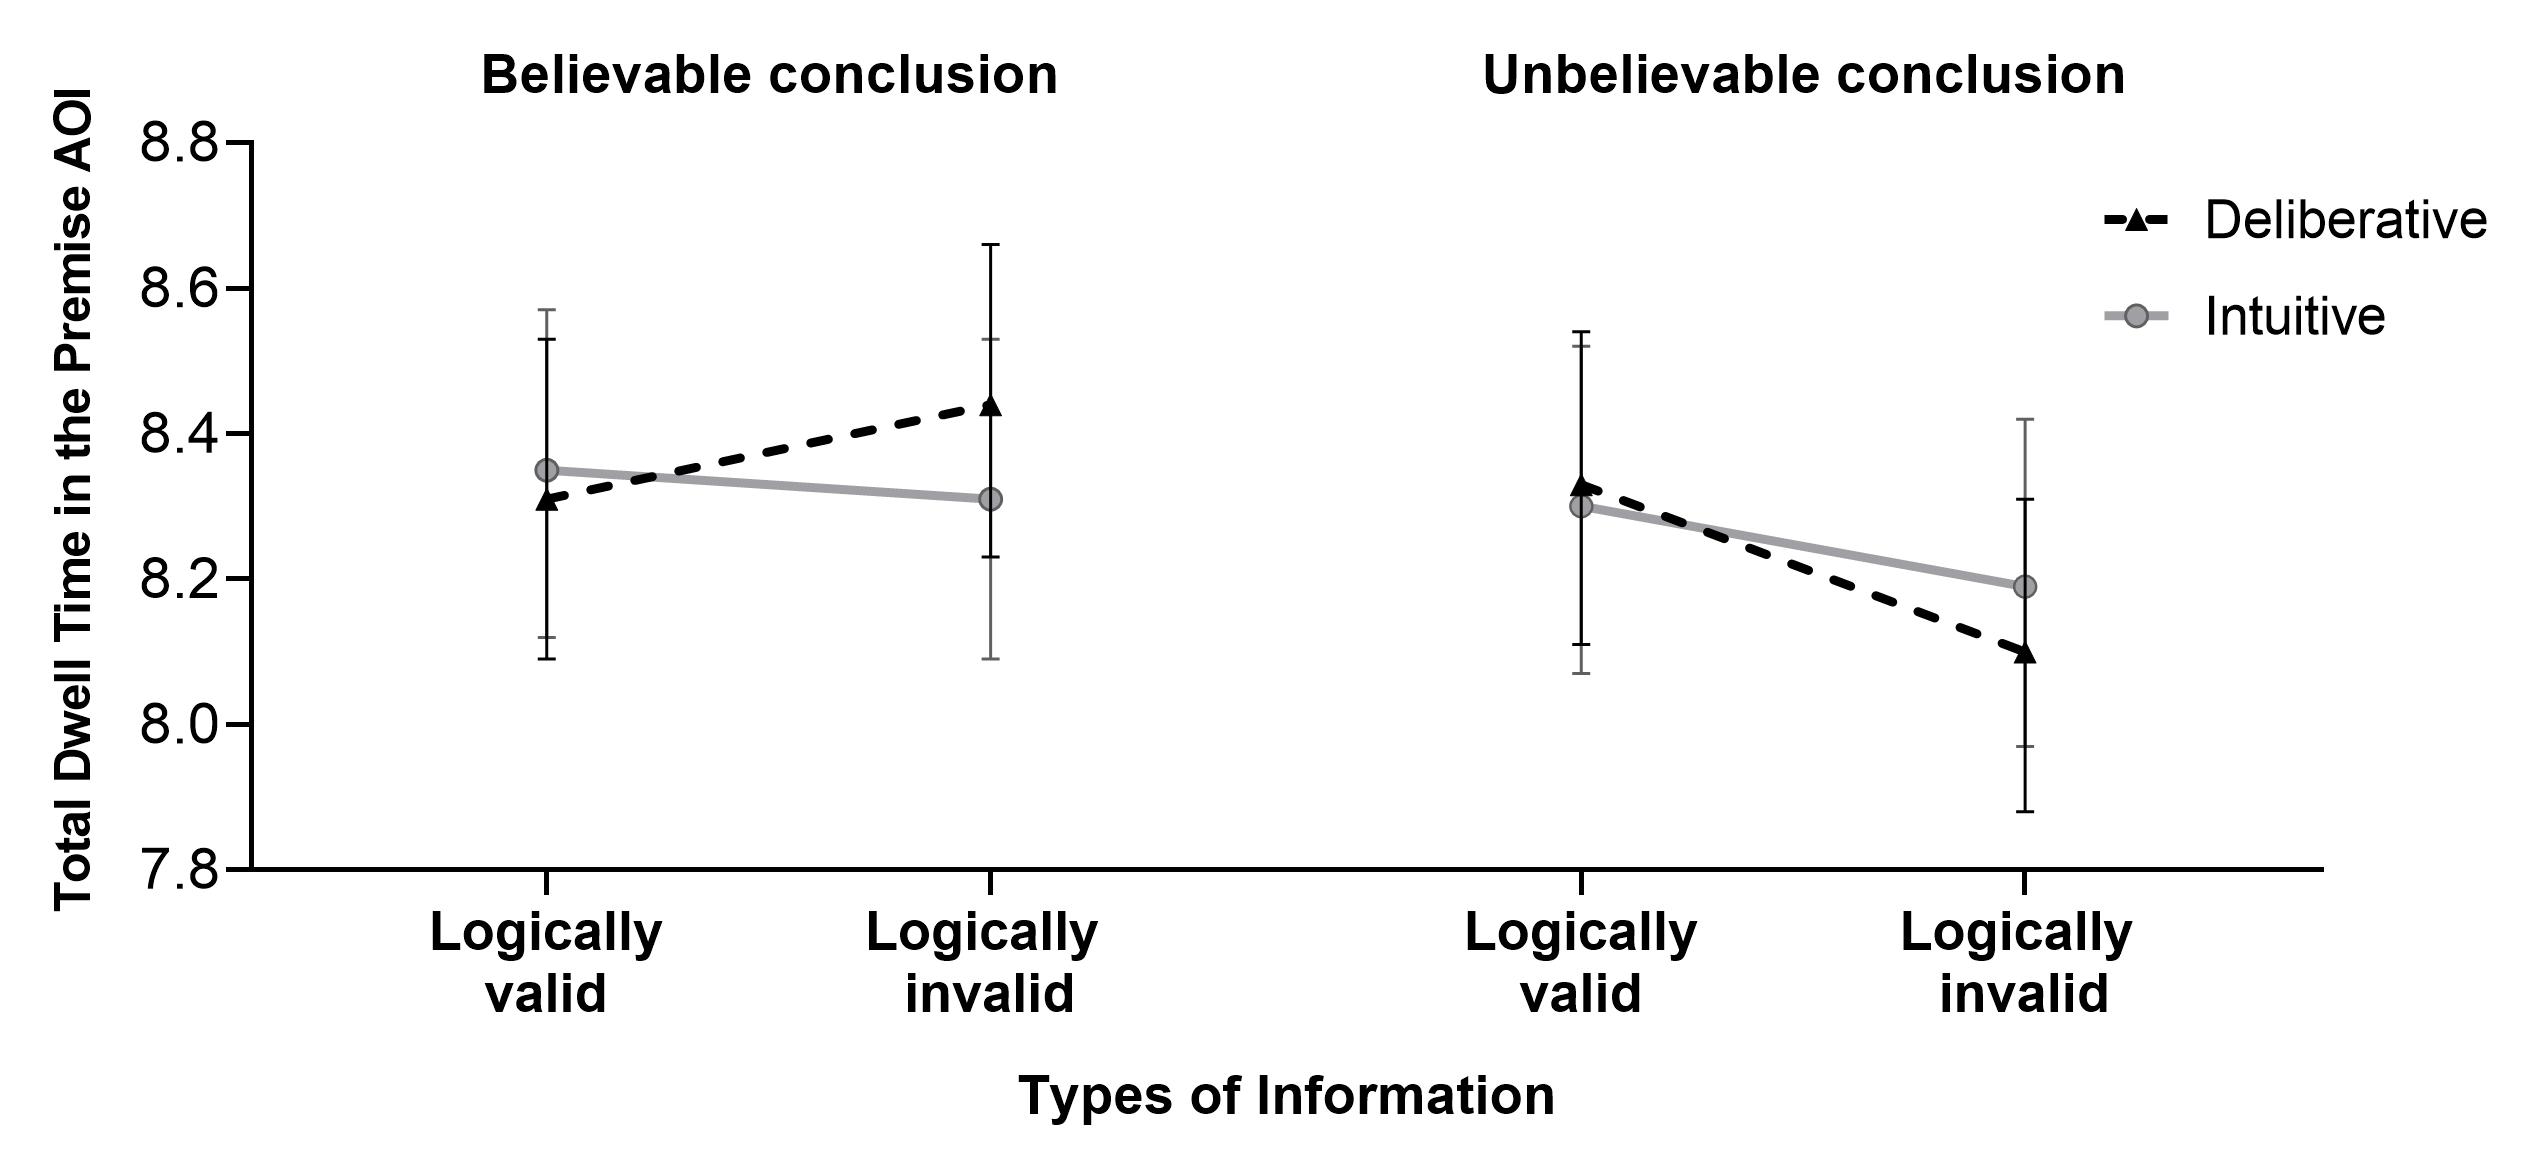 Believable conclusion
Unbelievable conclusion
Total Dwell Time in the Premise AOI
8.8
8.6
8.4
8.2
8.0
7.8
Deliberative
Intuitive
Logically
valid
Logically
invalid
Logically
valid
Logically
invalid
Types of Information